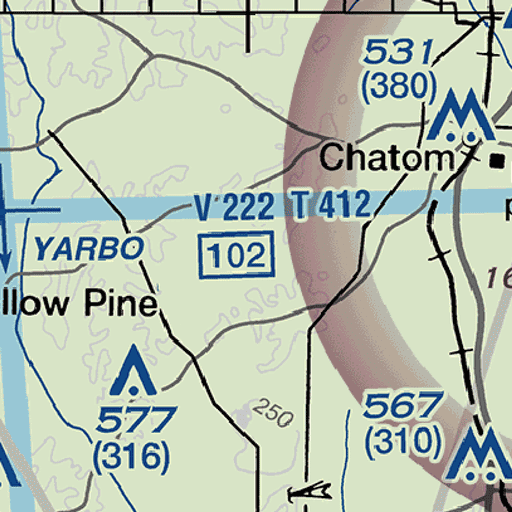 531
(380)
Chatom
V 222 T 412
YARBO
102
llow Pine
577
(316)
250
567
(310)